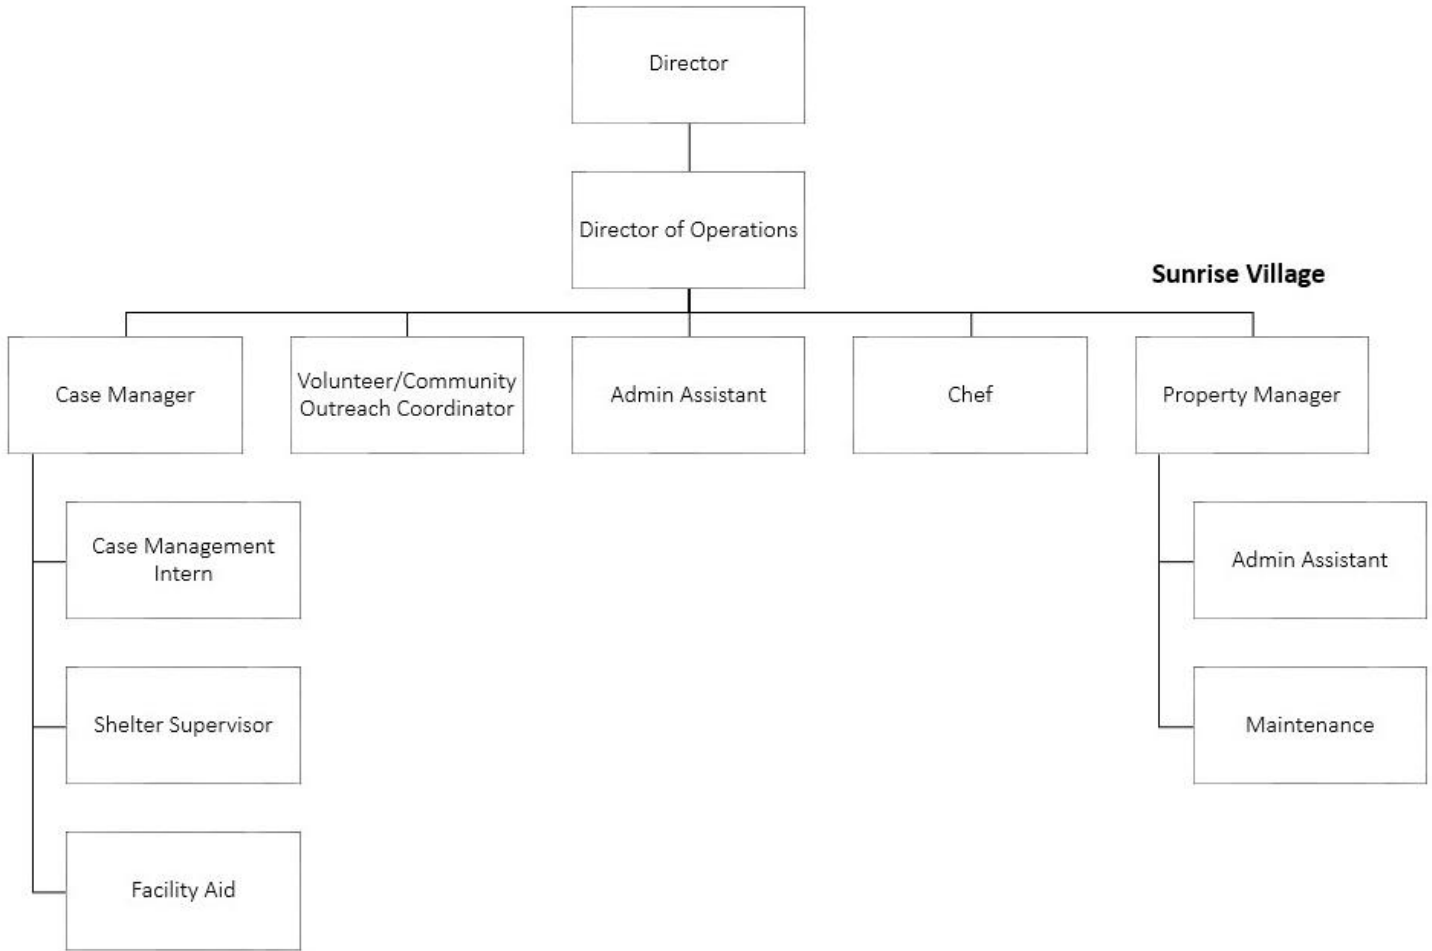 Director
Director of Operations
Sunrise Village
Case Manager
Volunteer/Community
Outreach Coordinator
Admin Assistant
Chef
Property Manager
Case Management
Intern
Admin Assistant
Shelter Supervisor
Maintenance
Facility Aid